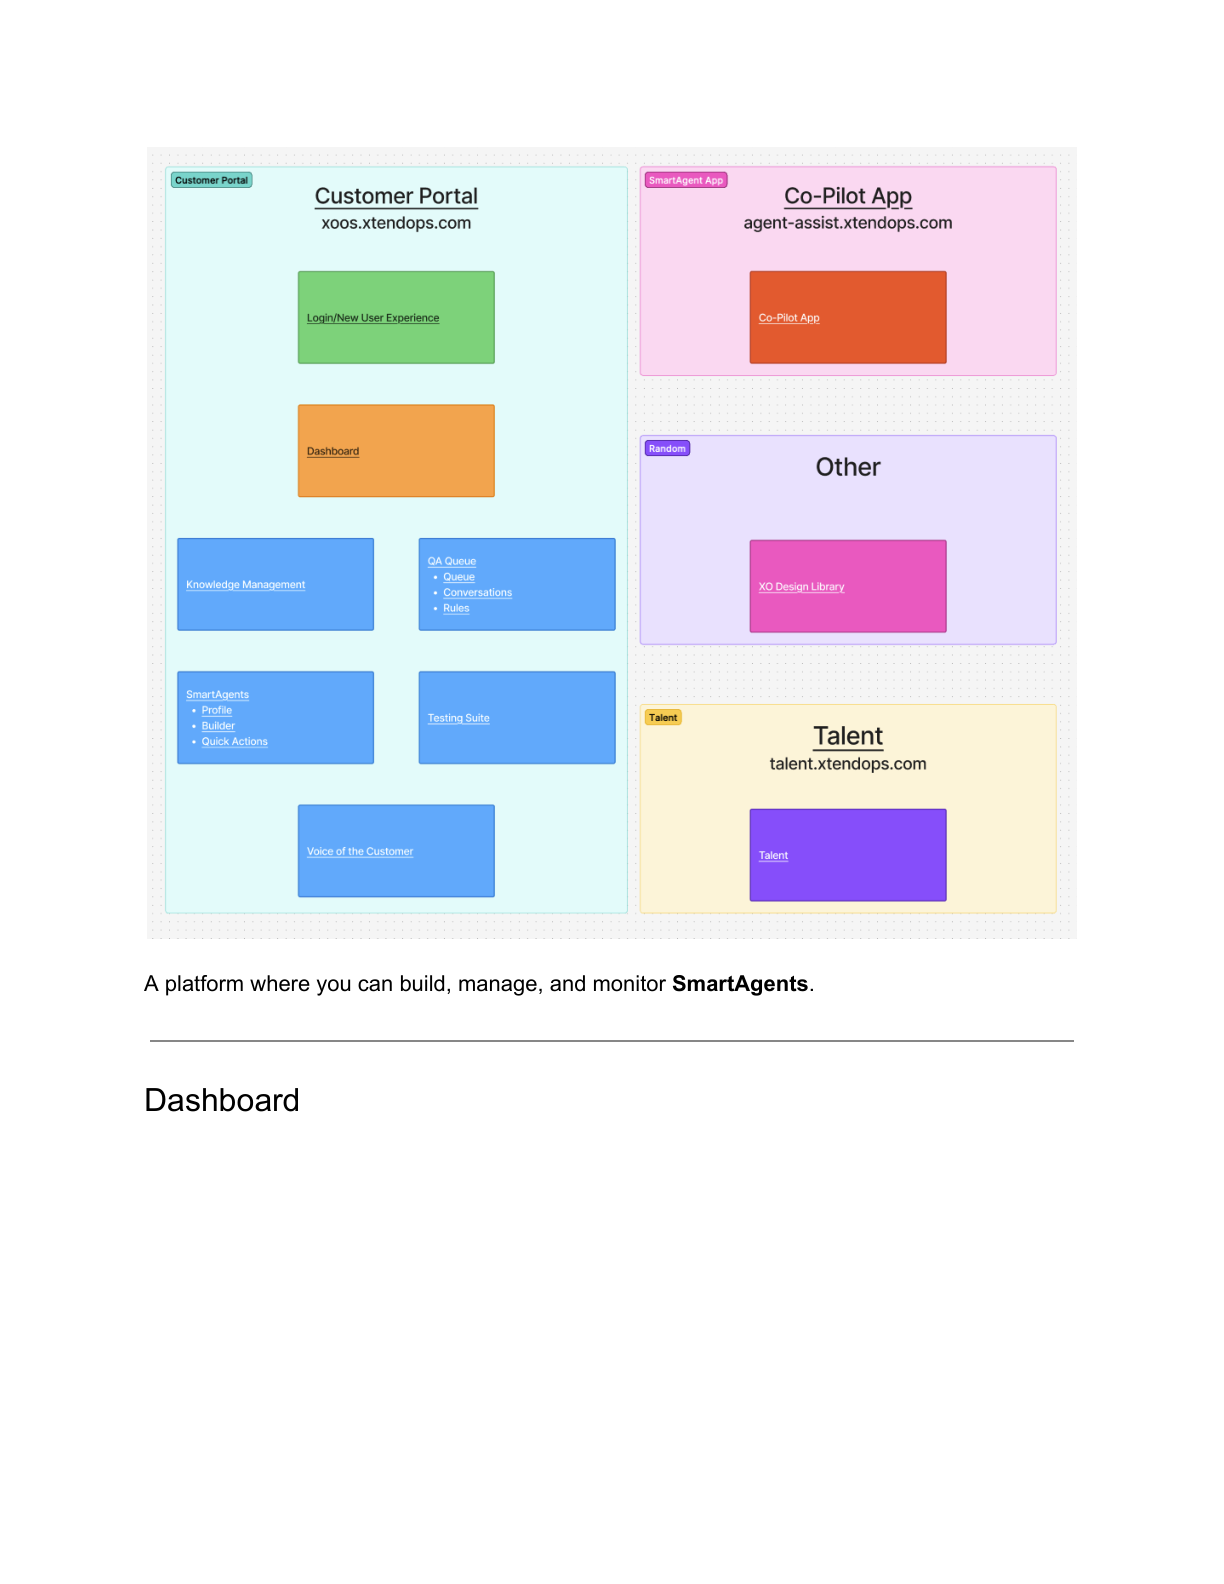 Customer Portal
Customer Portal
xoos.xtendops.com
Login/New User Experience
Dashboard
Knowledge Management
QA Queue
• Queue
• Conversations
• Rules
SmartAgents
• Profile
• Builder
• Quick Actions
Testing Suite
Voice of the Customer
SmartAgent App
Co-Pilot App
agent-assist.xtendops.com
Co-Pilot App
Random
Other
XO Design Library
Talent
Talent
talent.xtendops.com
Talent
A platform where you can build, manage, and monitor SmartAgents.
Dashboard